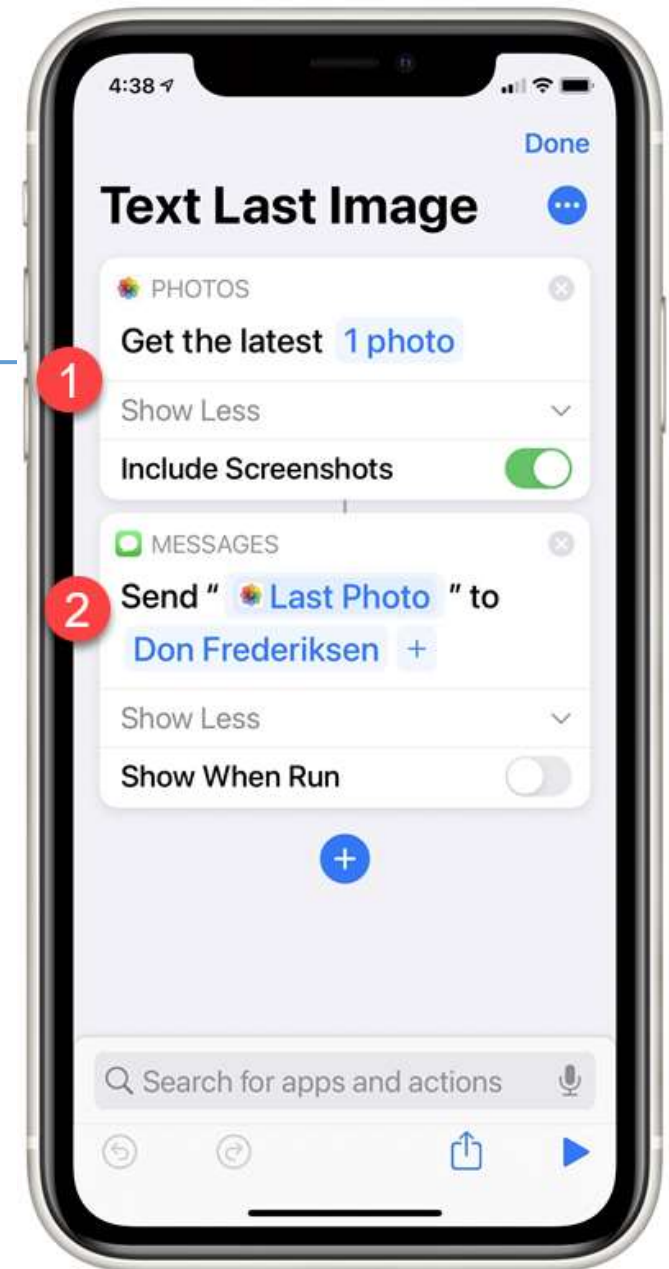 4:38
Done
Text Last Image
PHOTOS
Get the latest 1 photo
1
Show Less
Include Screenshots
MESSAGES
2
Send “ Last Photo ” to
Don Frederiksen +
Show Less
Show When Run
Search for apps and actions